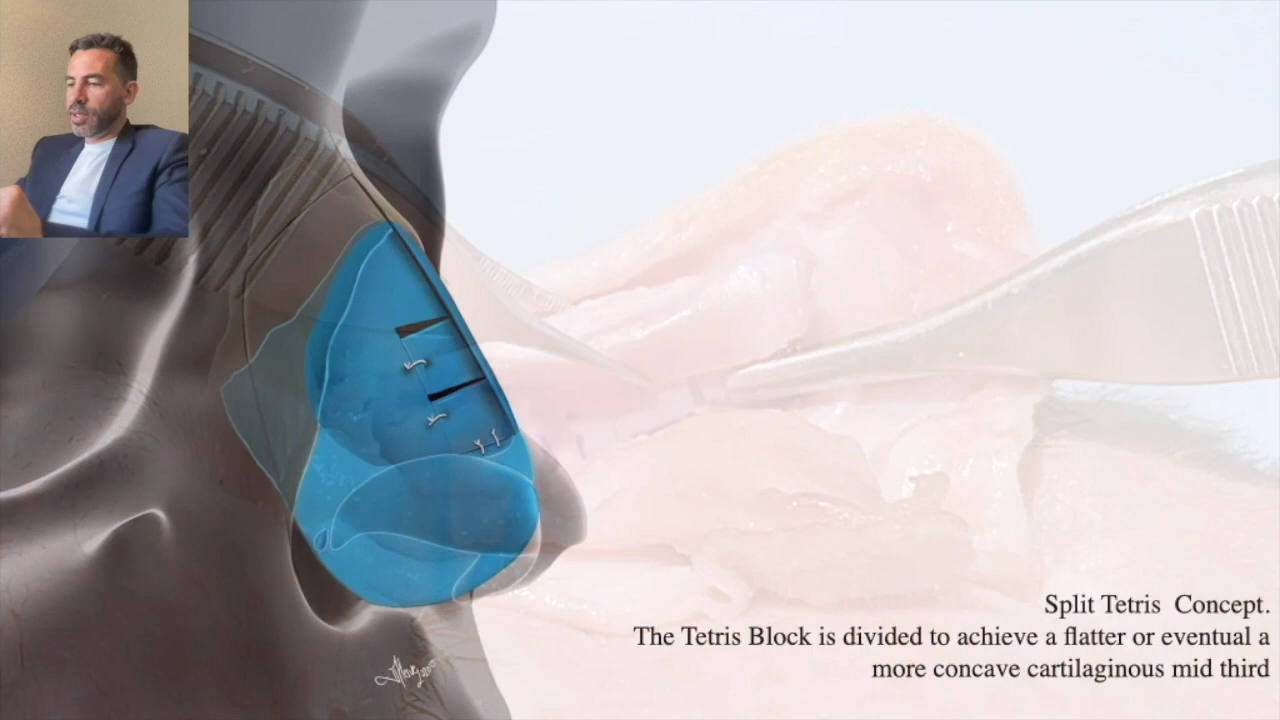 Split Tetris Concept.
The Tetris Block is divided to achieve a flatter or eventual a
more concave cartilaginous mid third